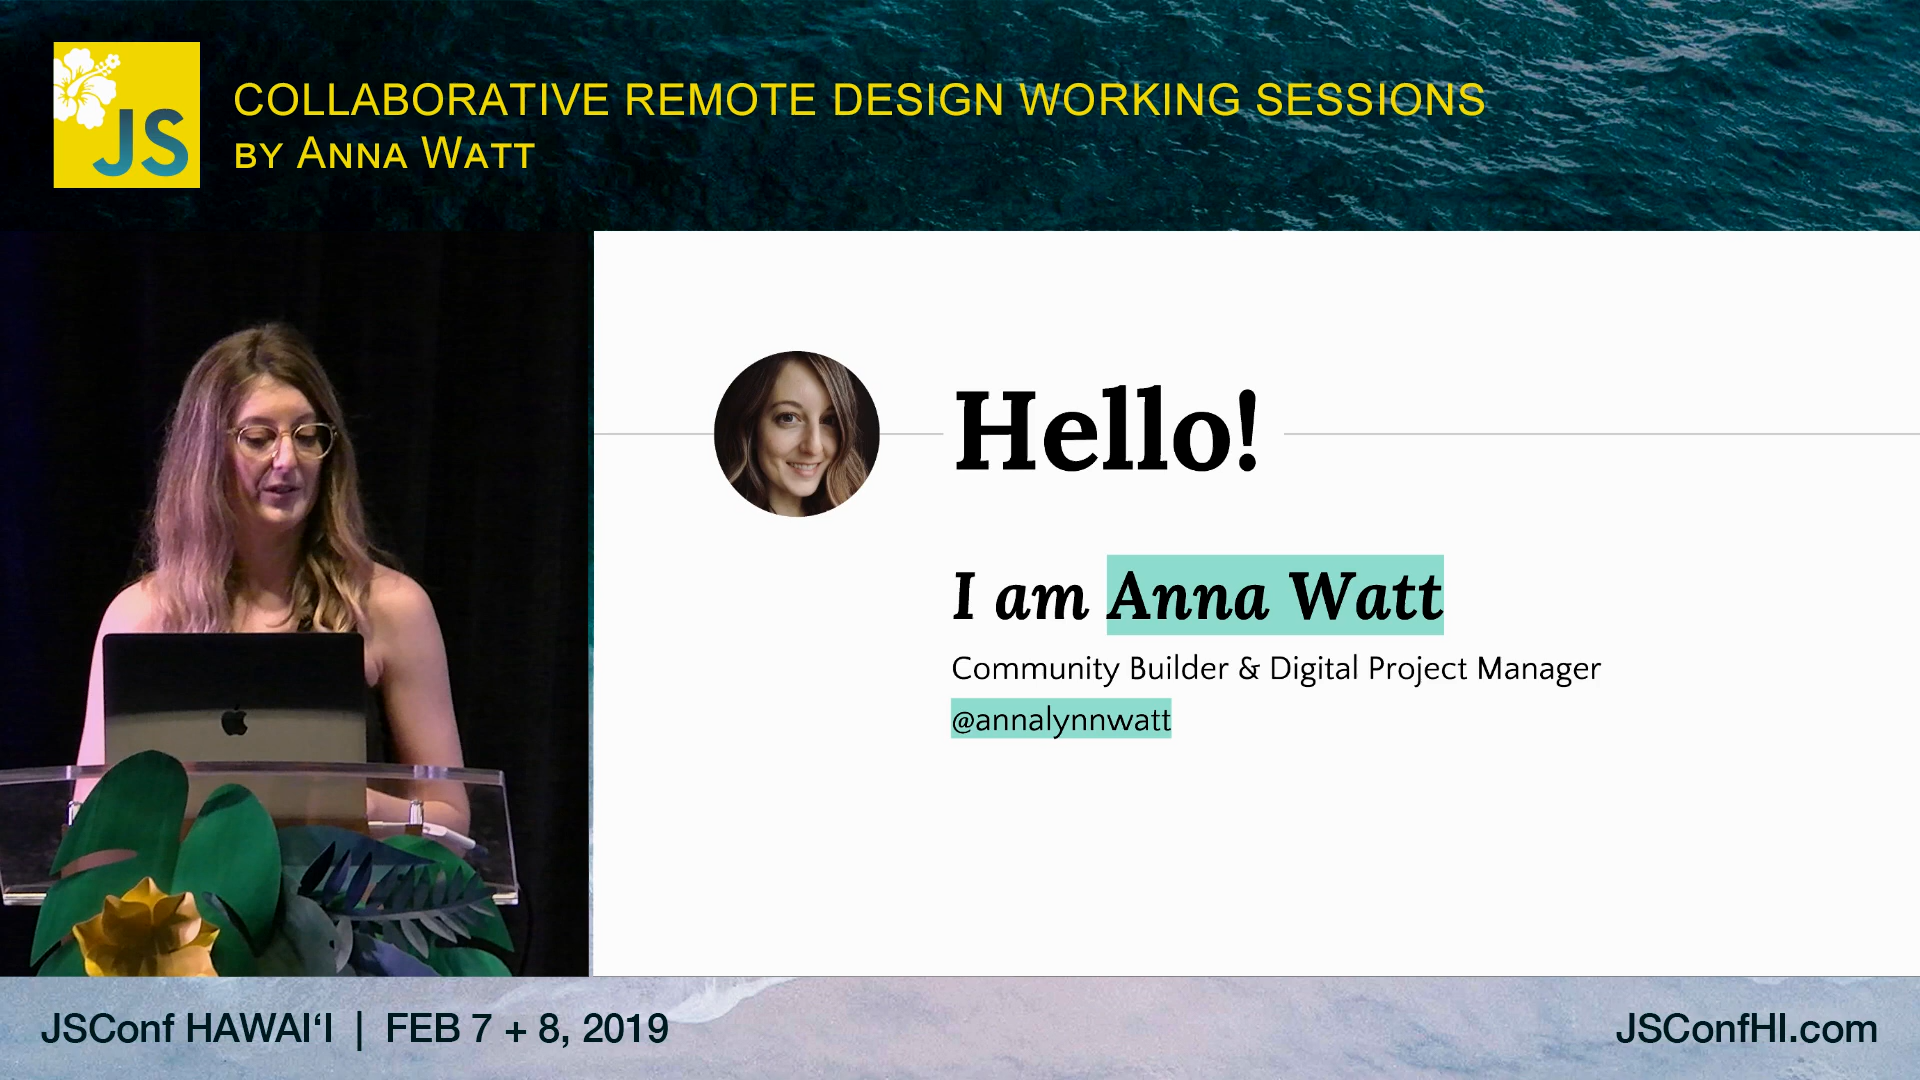 JS
COLLABORATIVE REMOTE DESIGN WORKING SESSIONS
BY ANNA WATT
Hello!
I am Anna Watt
Community Builder & Digital Project Manager
@annalynnwatt
JSConf HAWAI‘I | FEB 7 + 8, 2019
JSConfHI.com